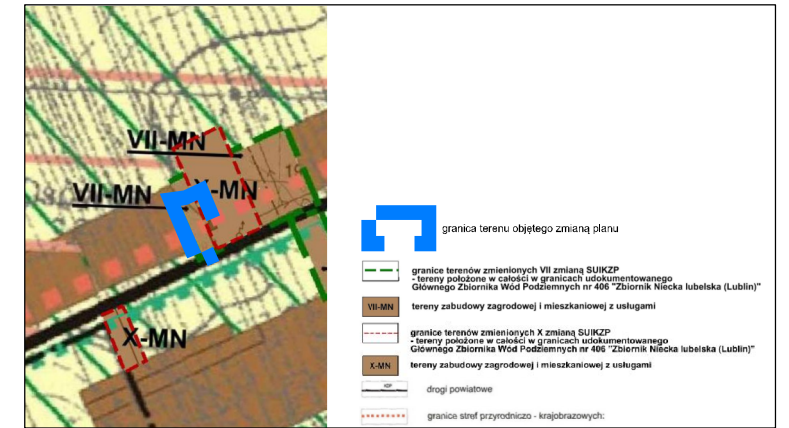 VII-MN
X-MN
19
VII-MN
X-MN
granica terenu objętego zmianą planu
granice terenów zmienionych VII zmianą SUIKZP
- tereny położone w całości w granicach udokumentowanego
Głównego Zbiornika Wód Podziemnych nr 406 "Zbiornik Niecka lubelska (Lublin)"
VII-MN
tereny zabudowy zagrodowej i mieszkaniowej z usługami
granice terenów zmienionych X zmianą SUIKZP
- tereny położone w całości w granicach udokumentowanego
Głównego Zbiornika Wód Podziemnych nr 406 "Zbiornik Niecka lubelska (Lublin)"
X-MN
tereny zabudowy zagrodowej i mieszkaniowej z usługami
drogi powiatowe
granice stref przyrodniczo - krajobrazowych: